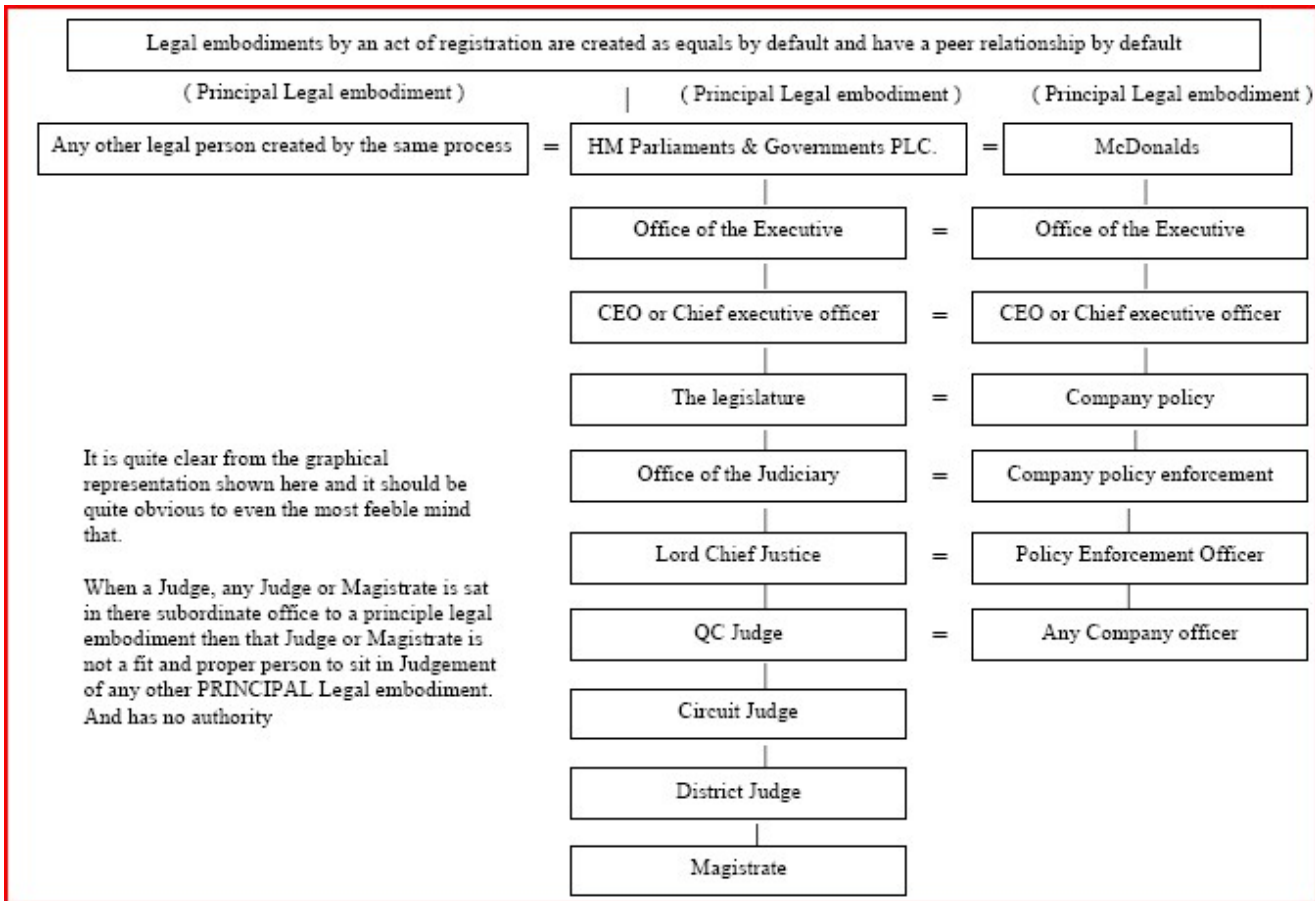 Legal embodiments by an act of registration are created as equals by default and have a peer relationship by default
( Principal Legal embodiment )
( Principal Legal embodiment )
( Principal Legal embodiment )
Any other legal person created by the same process
=
HM Parliaments & Governments PLC.
=
McDonalds
Office of the Executive
=
Office of the Executive
CEO or Chief executive officer
=
CEO or Chief executive officer
The legislature
=
Company policy
Office of the Judiciary
=
Company policy enforcement
Lord Chief Justice
=
Policy Enforcement Officer
QC Judge
=
Any Company officer
Circuit Judge
District Judge
Magistrate
It is quite clear from the graphical
representation shown here and it should be
quite obvious to even the most feeble mind
that.
When a Judge, any Judge or Magistrate is sat
in there subordinate office to a principle legal
embodiment then that Judge or Magistrate is
not a fit and proper person to sit in Judgement
of any other PRINCIPAL Legal embodiment.
And has no authority